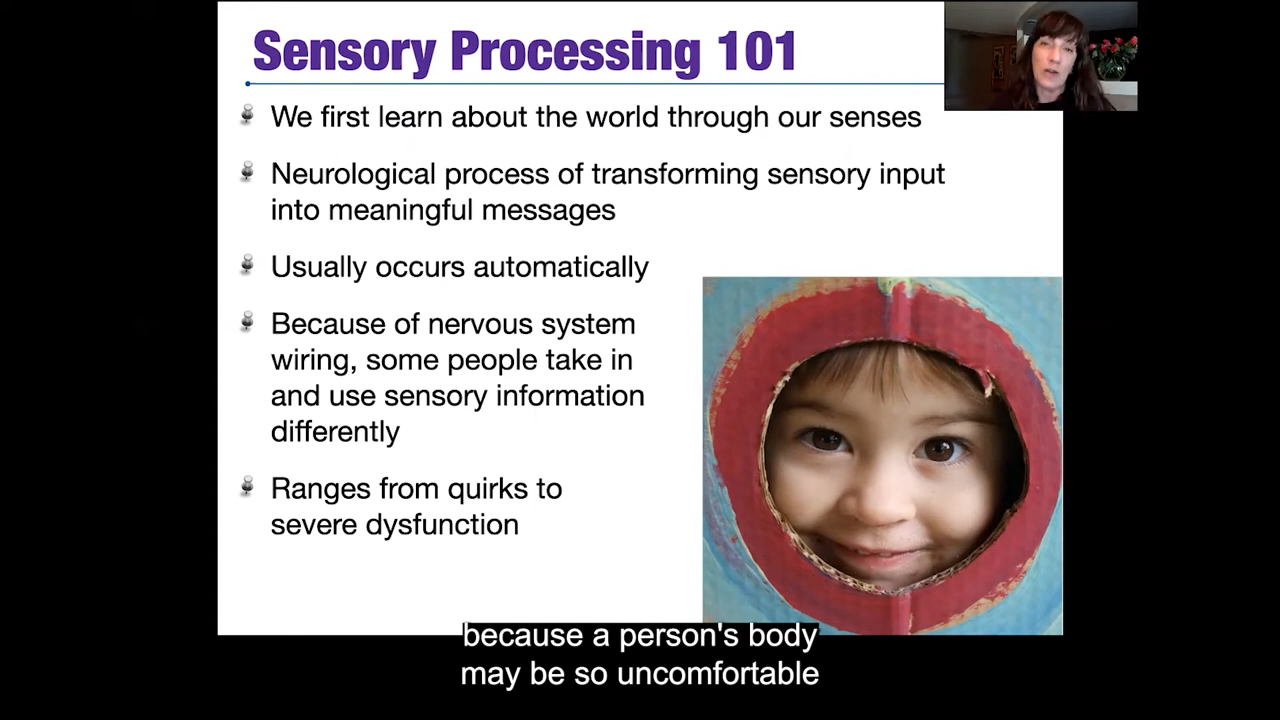 Sensory Processing 101
We first learn about the world through our senses
Neurological process of transforming sensory input
into meaningful messages
Usually occurs automatically
Because of nervous system
wiring, some people take in
and use sensory information
differently
Ranges from quirks to
severe dysfunction
because a person's body
may be so uncomfortable